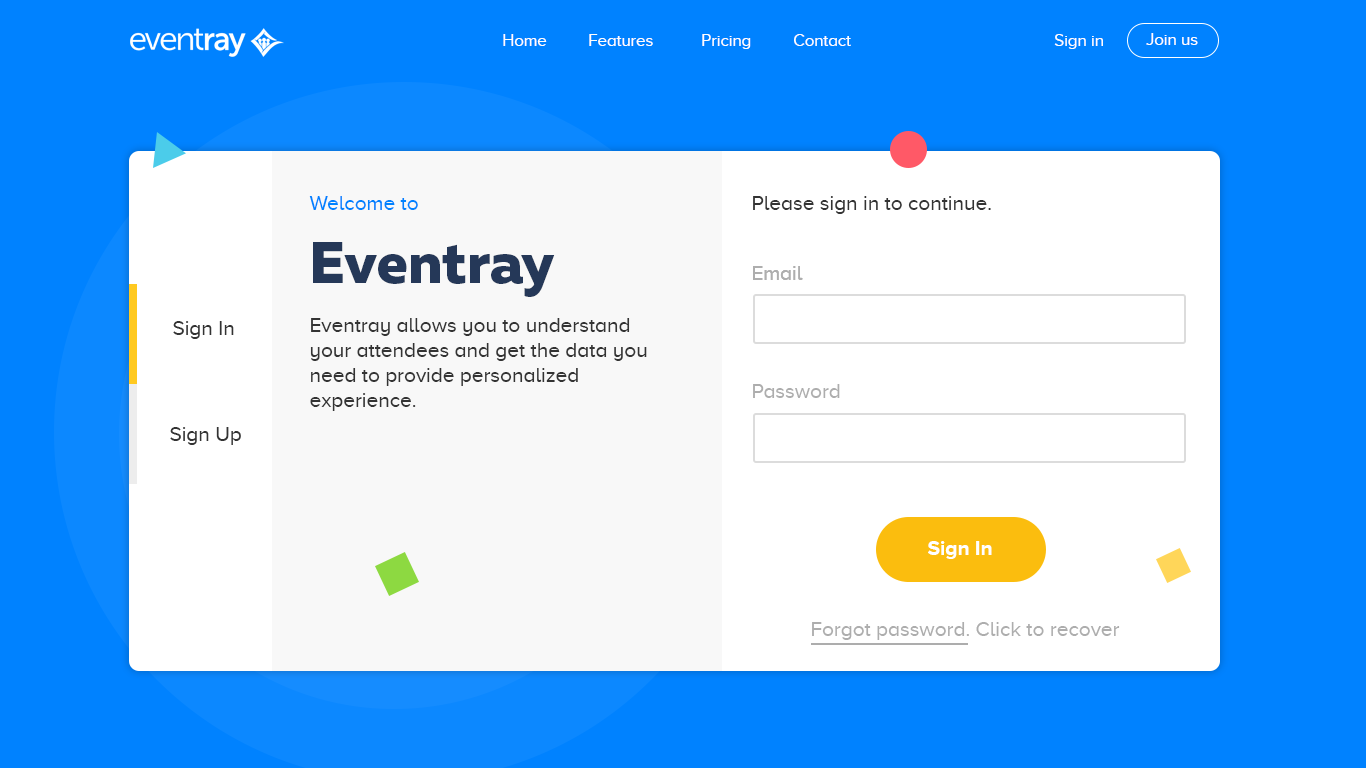 eventray
Home Features Pricing Contact
Sign in Join us
Sign In
Sign Up
Welcome to
Eventray
Eventray allows you to understand
your attendees and get the data you
need to provide personalized
experience.
Please sign in to continue.
Email
Password
Sign In
Forgot password. Click to recover